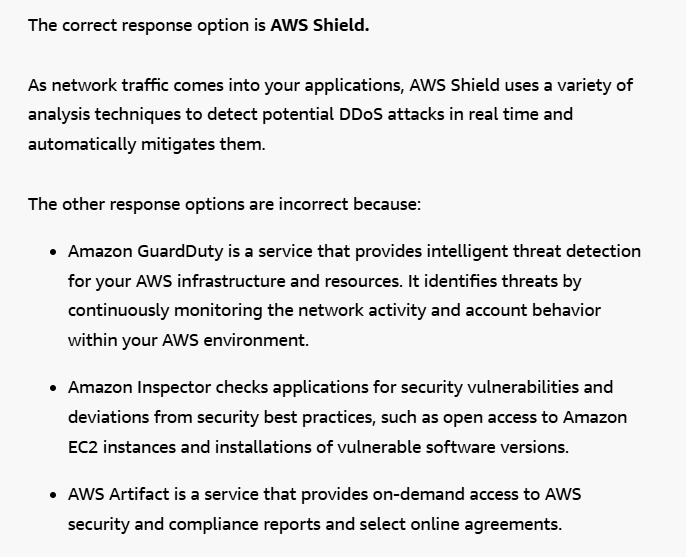 The correct response option is AWS Shield.
As network traffic comes into your applications, AWS Shield uses a variety of
analysis techniques to detect potential DDoS attacks in real time and
automatically mitigates them.
The other response options are incorrect because:
• Amazon GuardDuty is a service that provides intelligent threat detection
for your AWS infrastructure and resources. It identifies threats by
continuously monitoring the network activity and account behavior
within your AWS environment.
• Amazon Inspector checks applications for security vulnerabilities and
deviations from security best practices, such as open access to Amazon
EC2 instances and installations of vulnerable software versions.
• AWS Artifact is a service that provides on-demand access to AWS
security and compliance reports and select online agreements.